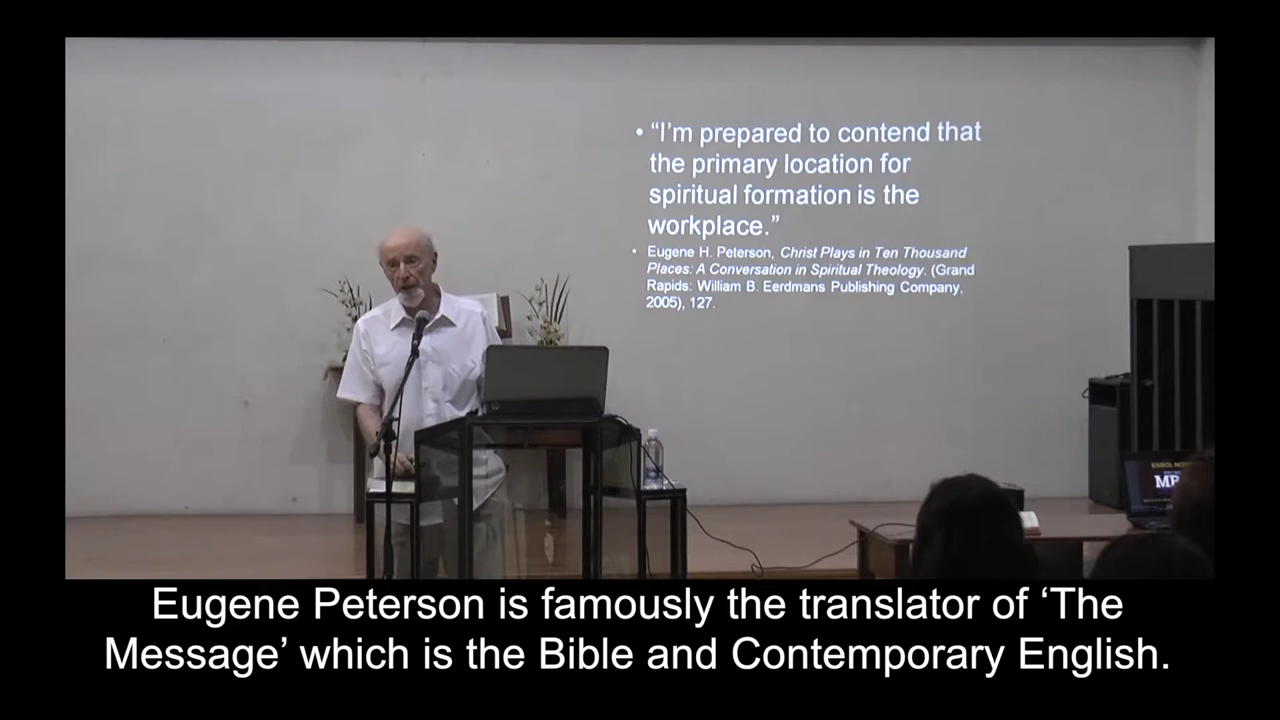 • “I’m prepared to contend that
the primary location for
spiritual formation is the
workplace.”
• Eugene H. Peterson, Christ Plays in Ten Thousand
Places: A Conversation in Spiritual Theology. (Grand
Rapids: William B. Eerdmans Publishing Company,
2005), 127.
ENROL NOW
Eugene Peterson is famously the translator of ‘The
Message’ which is the Bible and Contemporary English.